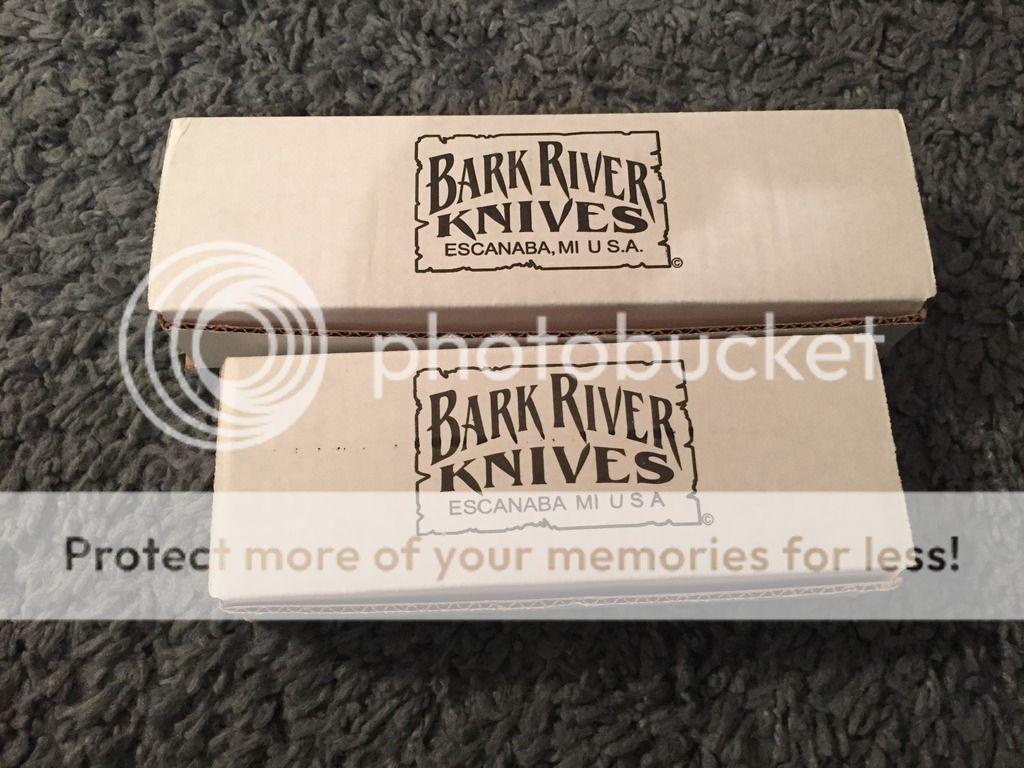 BARK RIVER
KNIVES
ESCANABA, MI U S.A.
©
photobucket
BARK RIVER
KNIVES
ESCANABA MI U S A
©
Protect more of your memories for less!